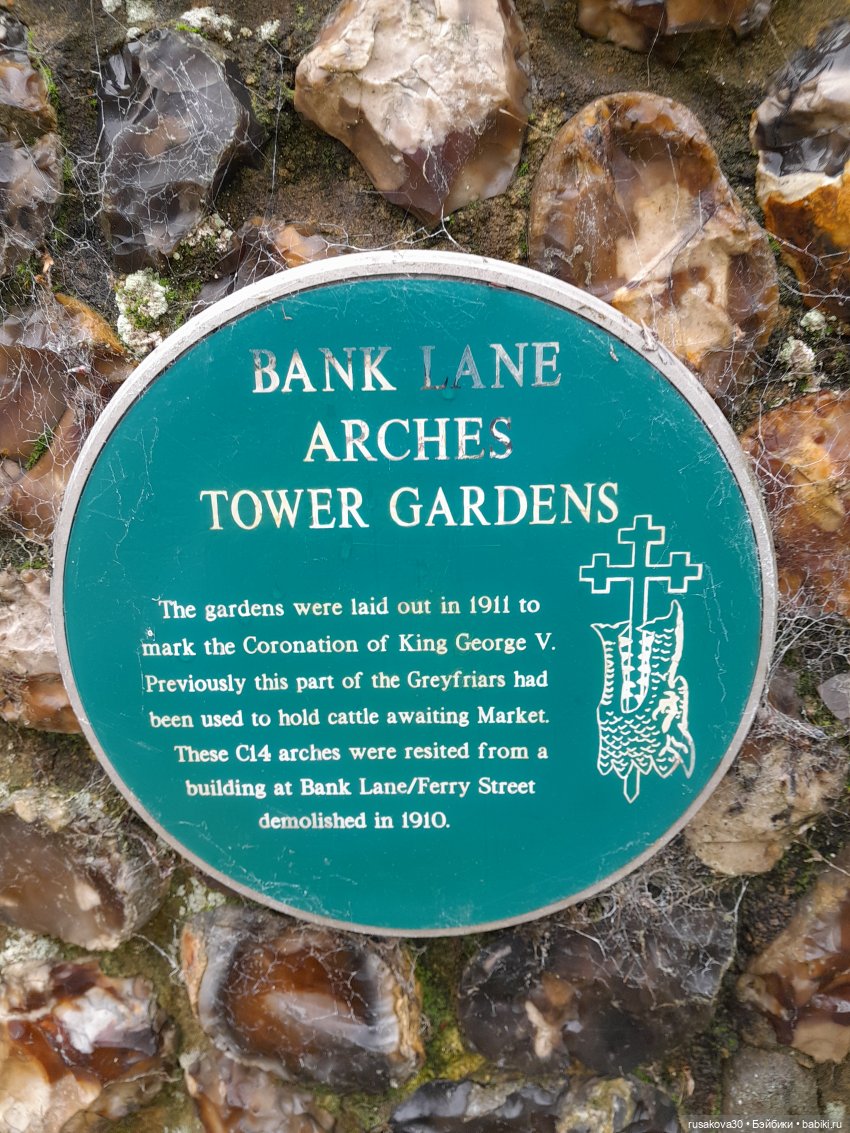 BANK LANE
ARCHES
TOWER GARDENS
The gardens were laid out in 1911 to
mark the Coronation of King George V.
Previously this part of the Greyfriars had
been used to hold cattle awaiting Market.
These C14 arches were resited from a
building at Bank Lane/Ferry Street
demolished in 1910.
rusakova30 • Бэйбики • babiki.ru